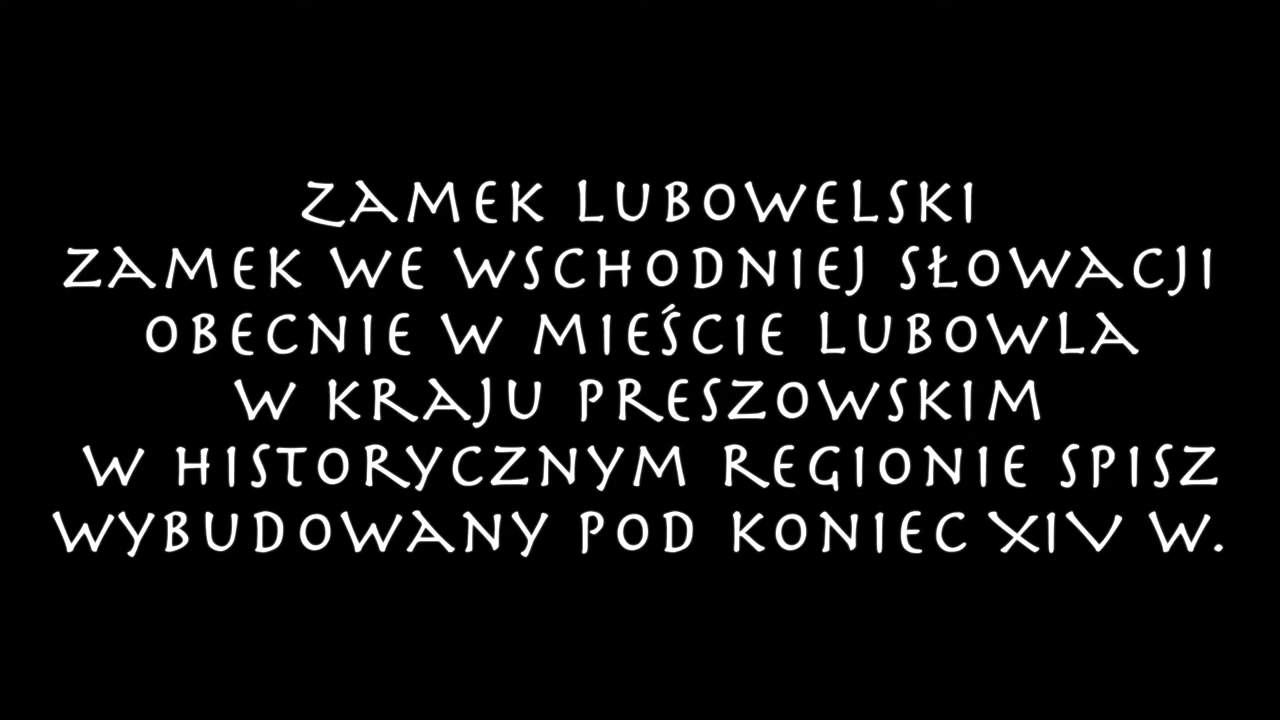 ZAMEK LUBOWELSKI
ZAMEK WE WSCHODNIEJ SŁOWACJI
OBECNIE W MIEŚCIE LUBOWLA
W KRAJU PRESZOWSKIM
W HISTORYCZNYM REGIONIE SPISZ
WYBUDOWANY POD KONIEC XIV W.